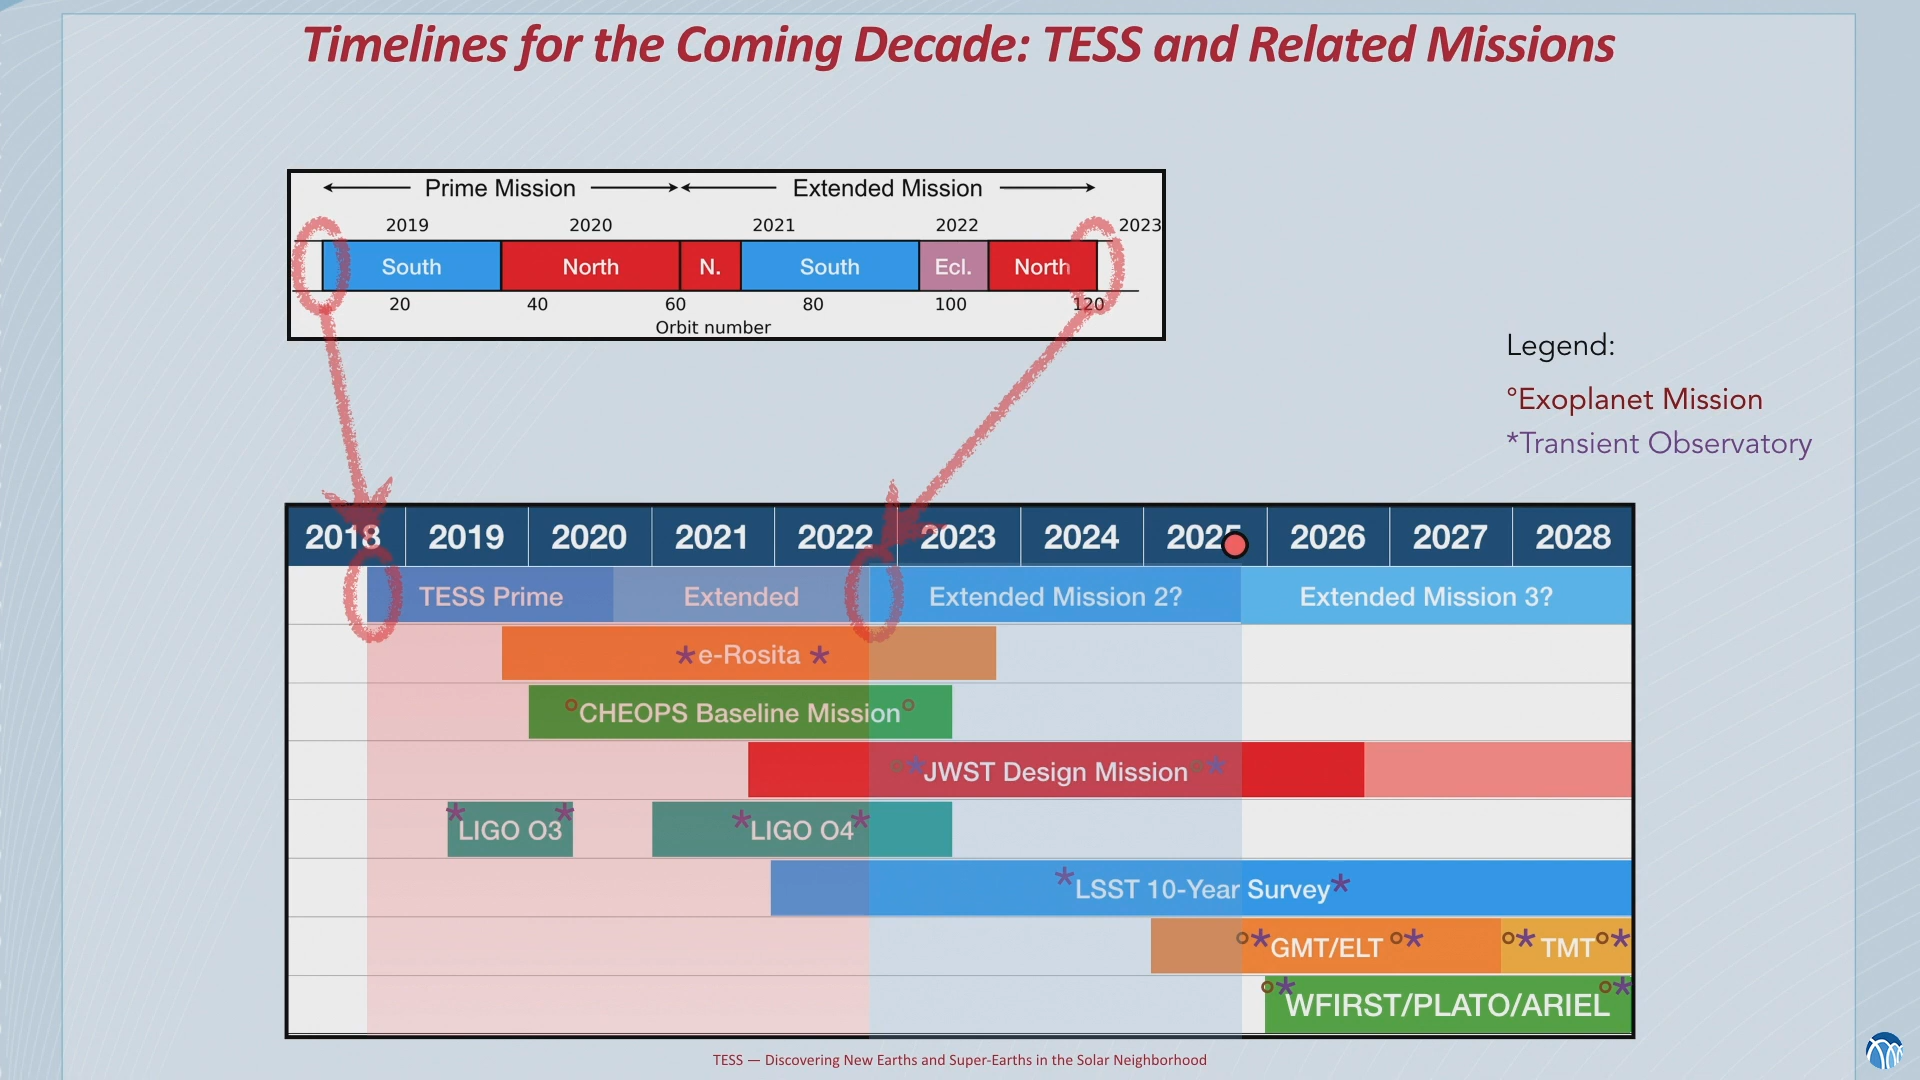 Timelines for the Coming Decade: TESS and Related Missions
Prime Mission Extended Mission
2019 2020 2021 2022 2023
South North N. South Ecl. North
20 40 60 80 100 120
Orbit number
Legend:
°Exoplanet Mission
*Transient Observatory
2018 2019 2020 2021 2022 2023 2024 2025 2026 2027 2028
TESS Prime Extended Extended Mission 2? Extended Mission 3?
* e-Rosita *
°CHEOPS Baseline Mission°
°*JWST Design Mission°*
*LIGO O3* *LIGO O4*
*LSST 10-Year Survey*
°*GMT/ELT°* °*TMT°*
°*WFIRST/PLATO/ARIEL°*
TESS — Discovering New Earths and Super-Earths in the Solar Neighborhood